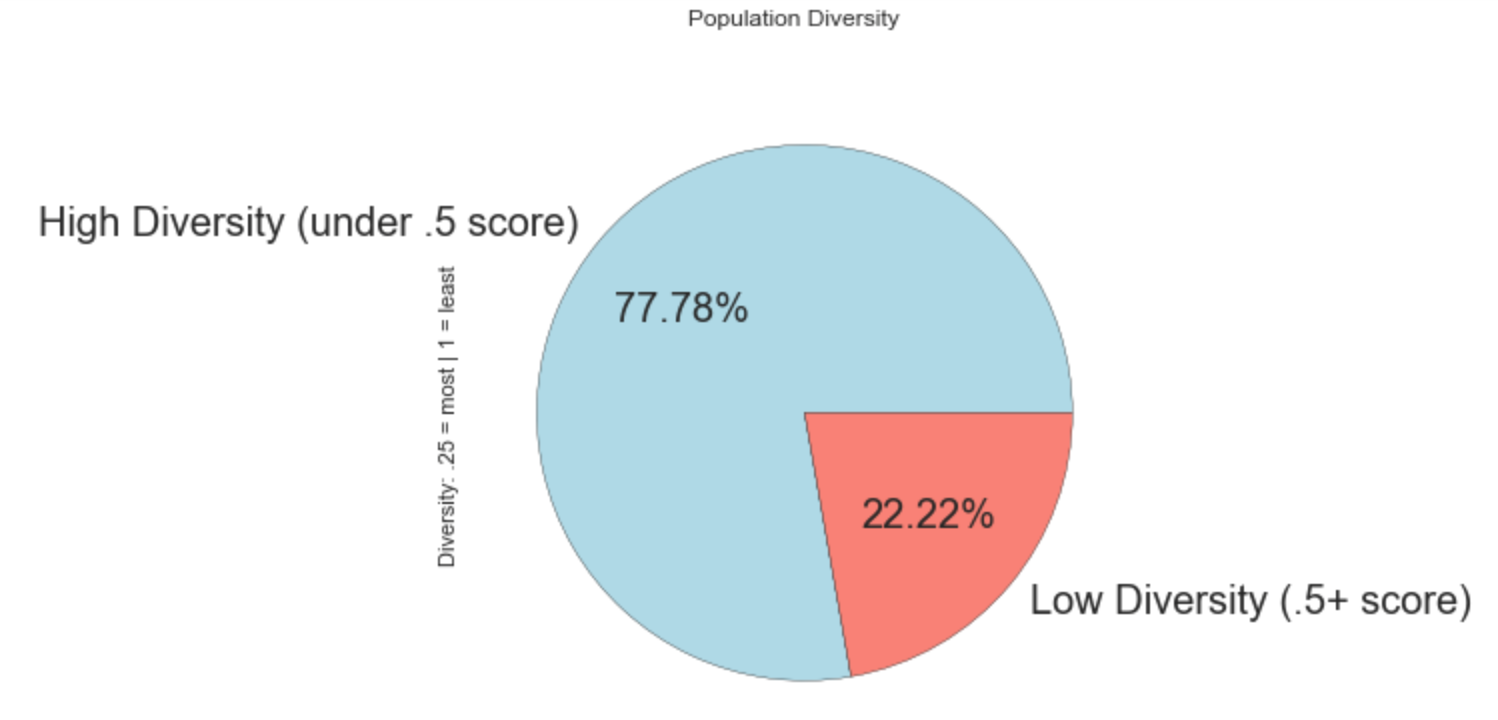 Population Diversity
High Diversity (under .5 score)
Diversity: .25 = most | 1 = least
77.78%
22.22%
Low Diversity (.5+ score)